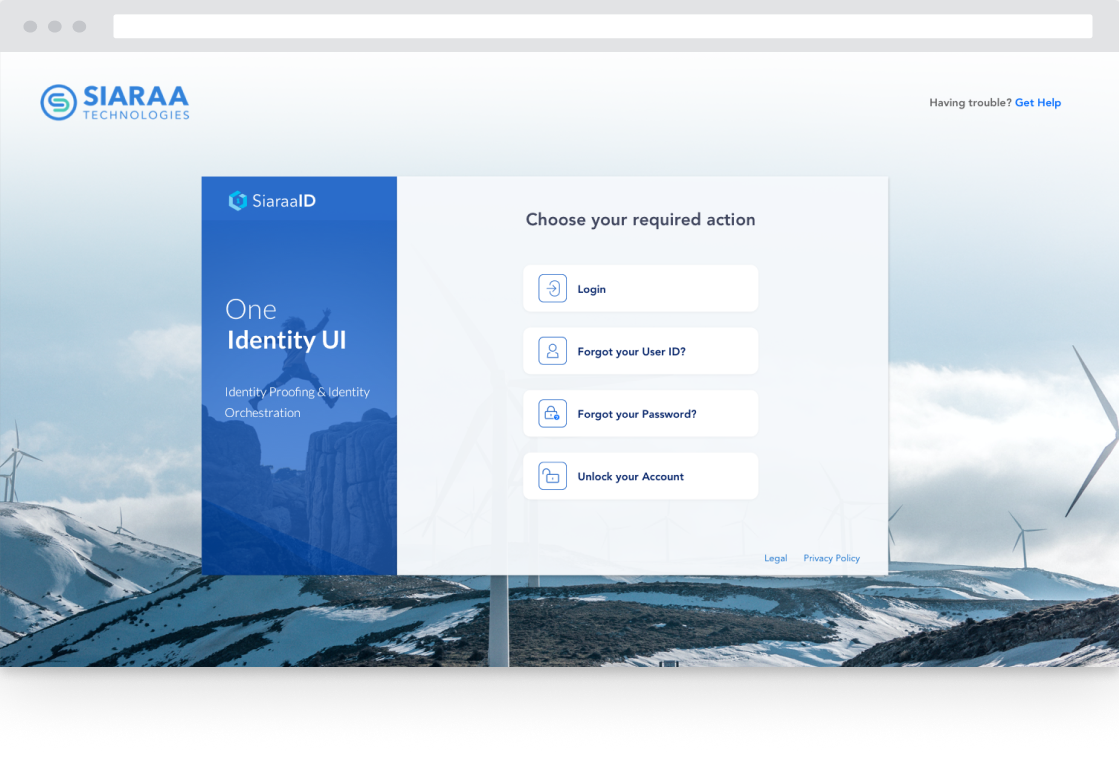 SIARAA
TECHNOLOGIES
Having trouble? Get Help
SiaraaID
One
Identity UI
Identity Proofing & Identity
Orchestration
Choose your required action
Login
Forgot your User ID?
Forgot your Password?
Unlock your Account
Legal Privacy Policy